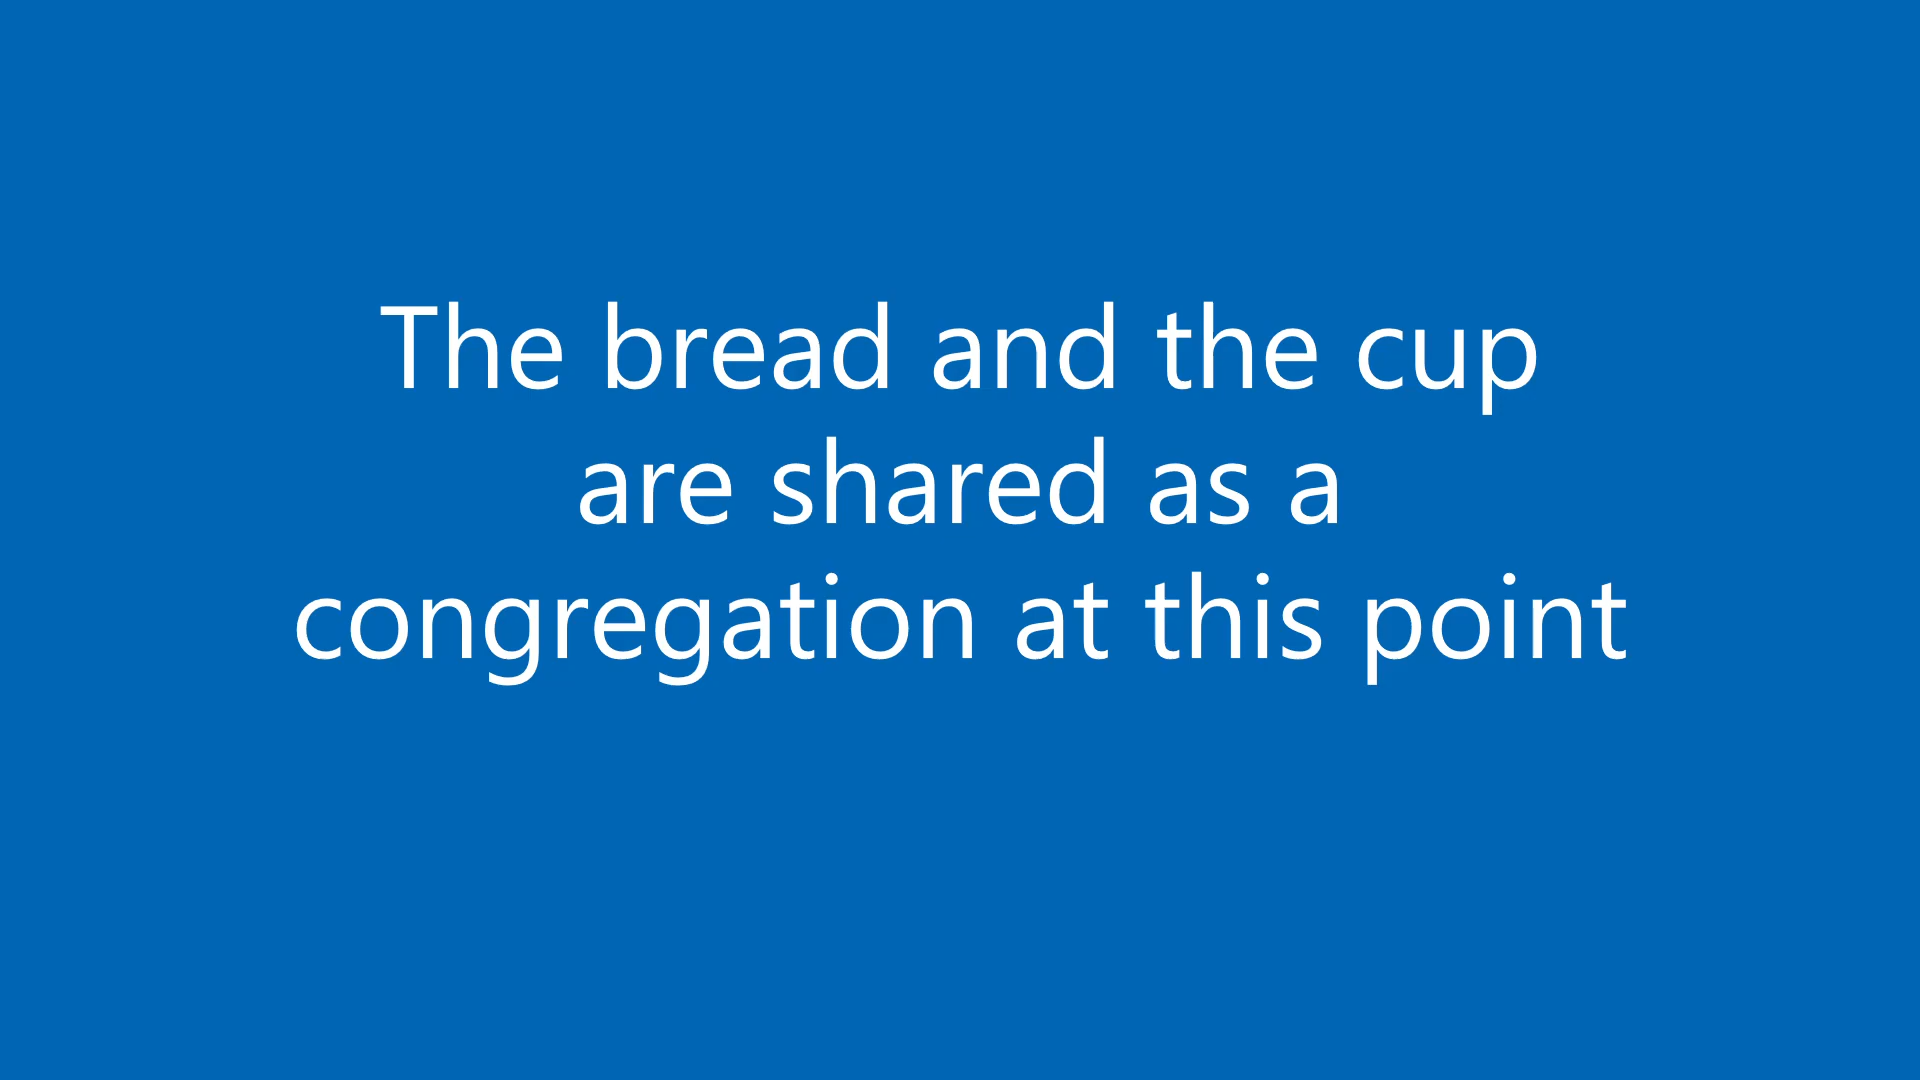 The bread and the cup
are shared as a
congregation at this point